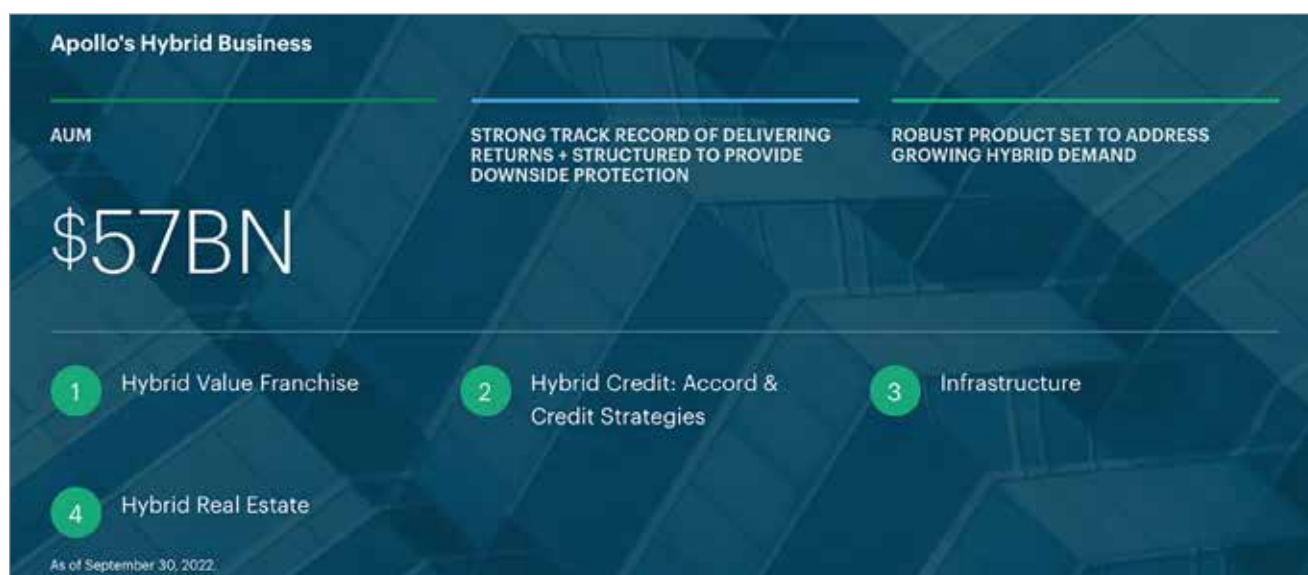 Apollo's Hybrid Business
AUM
$57BN
STRONG TRACK RECORD OF DELIVERING
RETURNS + STRUCTURED TO PROVIDE
DOWNSIDE PROTECTION
ROBUST PRODUCT SET TO ADDRESS
GROWING HYBRID DEMAND
1
Hybrid Value Franchise
2
Hybrid Credit: Accord &
Credit Strategies
3
Infrastructure
4
Hybrid Real Estate
As of September 30, 2022.